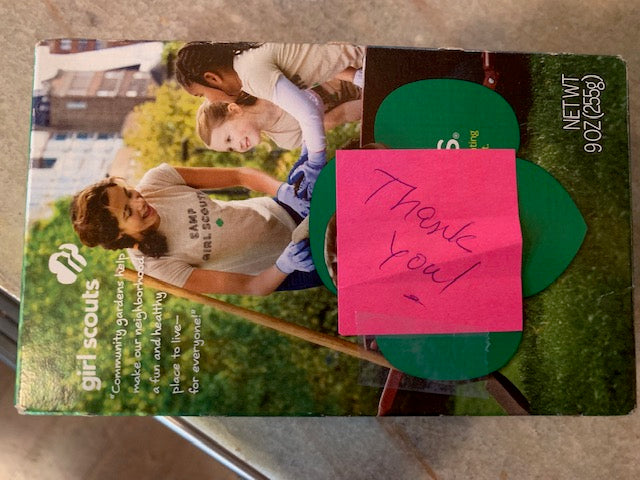 girl scouts
"Community gardens help
make our neighborhood
a fun and healthy
place to live—
for everyone!"
CAMP
GIRL SCOUTS
Thank
you!
S®
NET WT
9 OZ (255g)